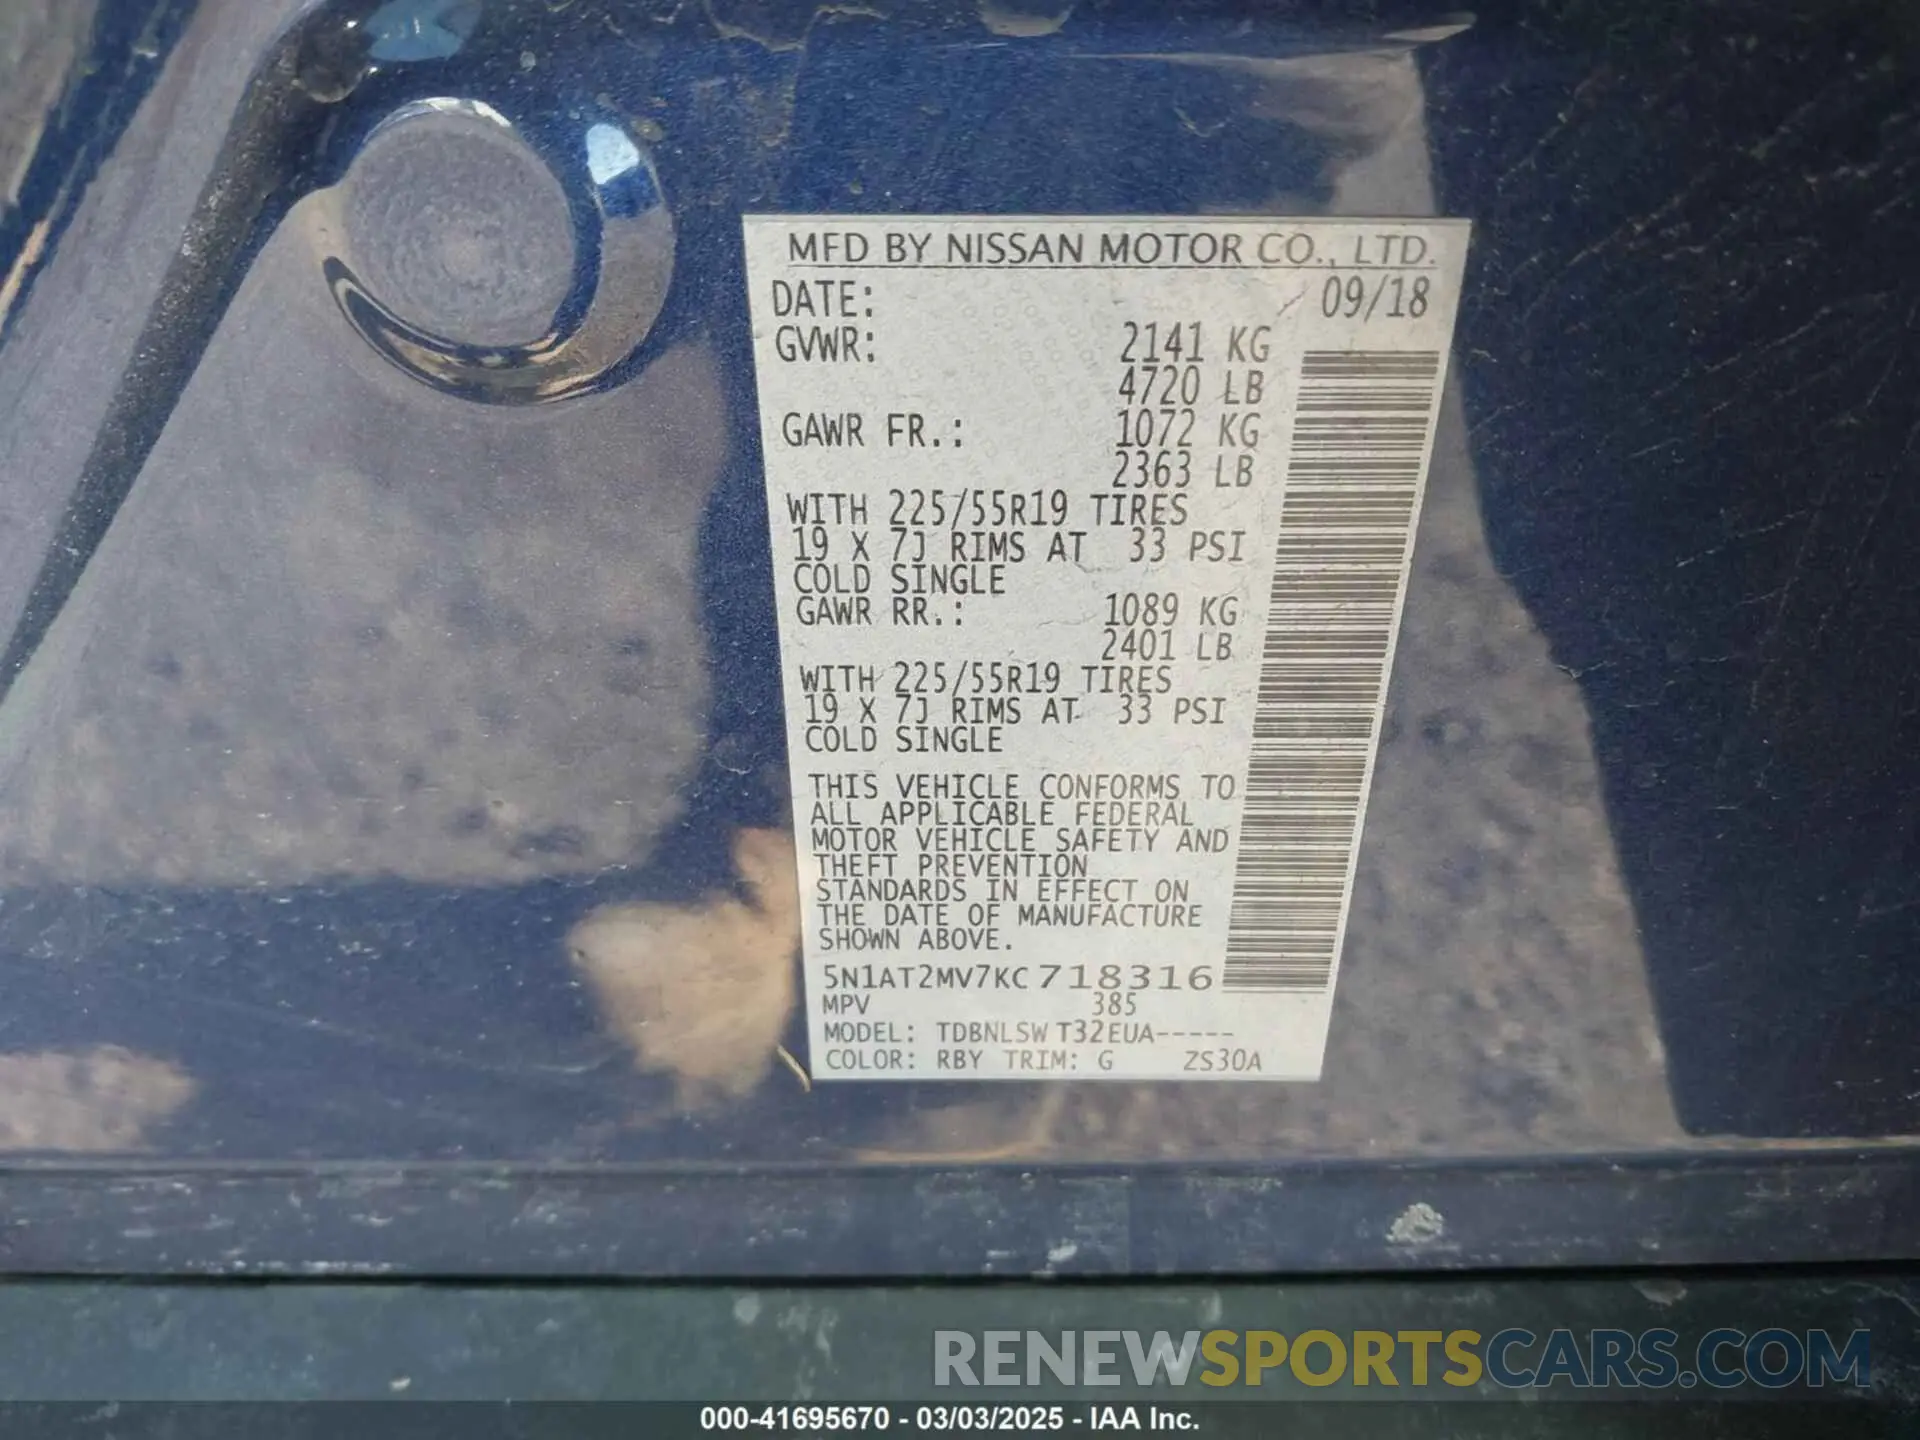 MFD BY NISSAN MOTOR CO., LTD.
DATE: 09/18
GVWR: 2141 KG
4720 LB
GAWR FR.: 1072 KG
2363 LB
WITH 225/55R19 TIRES
19 X 7J RIMS AT 33 PSI
COLD SINGLE
GAWR RR.: 1089 KG
2401 LB
WITH 225/55R19 TIRES
19 X 7J RIMS AT 33 PSI
COLD SINGLE
THIS VEHICLE CONFORMS TO
ALL APPLICABLE FEDERAL
MOTOR VEHICLE SAFETY AND
THEFT PREVENTION
STANDARDS IN EFFECT ON
THE DATE OF MANUFACTURE
SHOWN ABOVE.
5N1AT2MV7KC718316
MPV 385
MODEL: TDBNLSW T32EUA-----
COLOR: RBY TRIM: G ZS30A
RENEWSPORTSCARS.COM
000-41695670 - 03/03/2025 - IAA Inc.